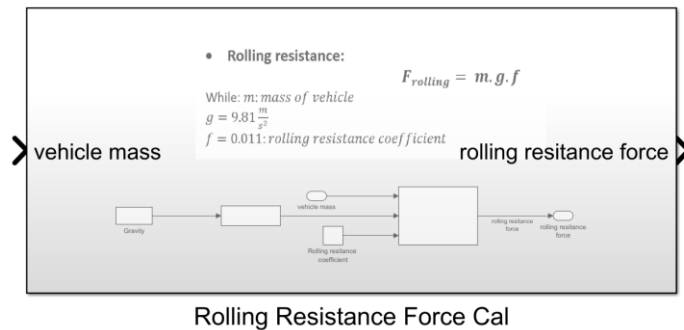 • Rolling resistance:
F_rolling = m.g.f
While: m: mass of vehicle
g = 9.81 m/s²
f = 0.011: rolling resistance coefficient
vehicle mass
rolling resitance force
vehicle mass
Gravity
Rolling resitance
coefficient
rolling resitance
force
rolling resitance
force
Rolling Resistance Force Cal